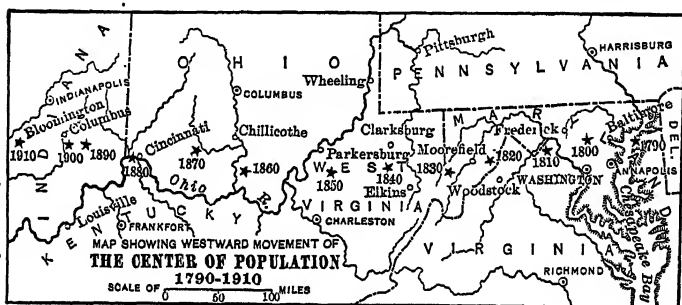 INDIANA
OHIO
PENNSYLVANIA
Pittsburgh
HARRISBURG
INDIANAPOLIS
Bloomington
Columbus
1910
1900
1890
Cincinnati
1880
1870
COLUMBUS
Chillicothe
1860
Wheeling
Ohio R
Louisville
KENTUCKY
FRANKFORT
WEST
VIRGINIA
Parkersburg
1850
Clarksburg
1840
Elkins
CHARLESTON
MARYLAND
Moorefield
1830
1820
Woodstock
Frederick
1810
WASHINGTON
1800
Baltimore
1790
ANNAPOLIS
DEL.
Chesapeake Bay
VIRGINIA
RICHMOND
MAP SHOWING WESTWARD MOVEMENT OF
THE CENTER OF POPULATION
1790-1910
SCALE OF 0 50 100 MILES